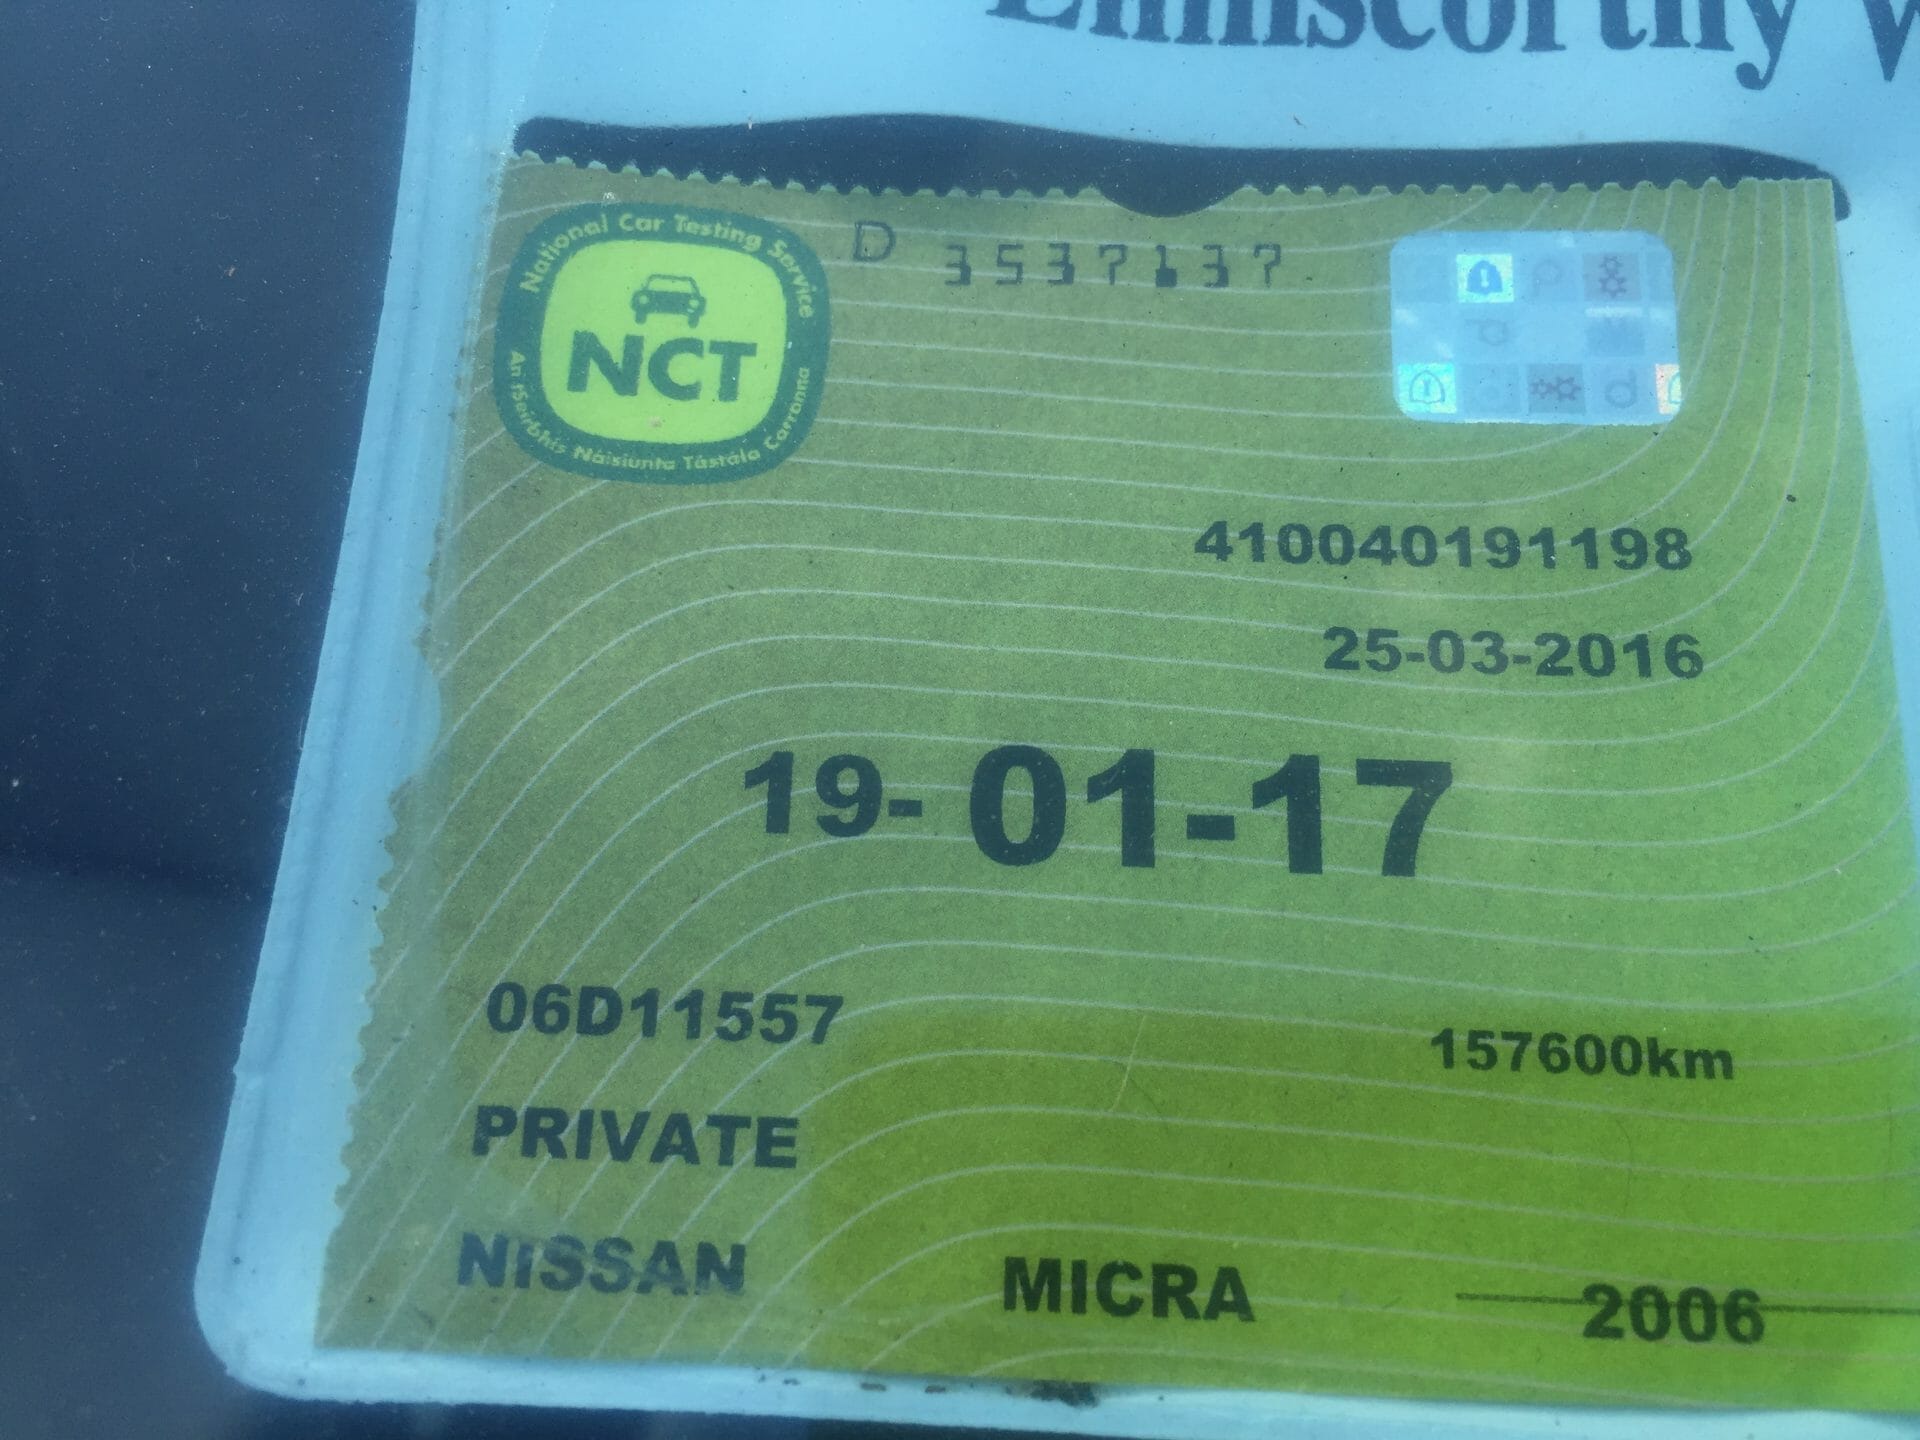 Enniscorthy
National Car Testing Service
NCT
An tSeirbhís Náisiúnta Tástála Carranna
D 3537137
410040191198
25-03-2016
19-01-17
06D11557
157600km
PRIVATE
NISSAN MICRA 2006